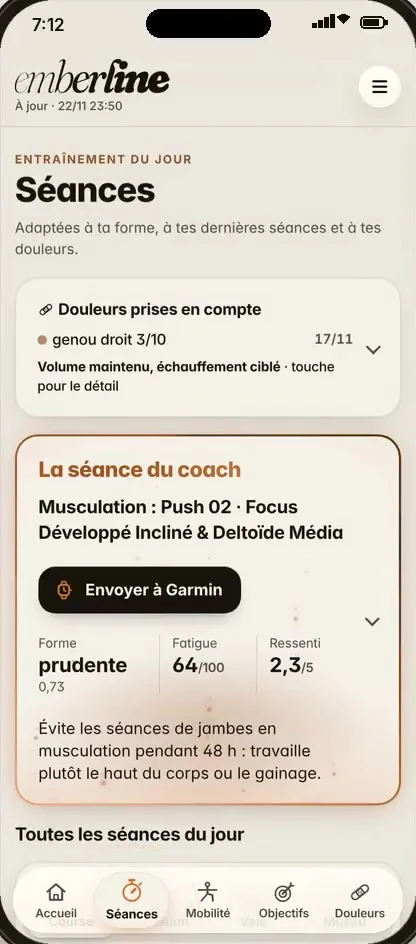 7:12
emberline
À jour · 22/11 23:50
ENTRAÎNEMENT DU JOUR
Séances
Adaptées à ta forme, à tes dernières séances et à tes
douleurs.
Douleurs prises en compte
genou droit 3/10
17/11
Volume maintenu, échauffement ciblé · touche
pour le détail
La séance du coach
Musculation : Push 02 · Focus
Développé Incliné & Deltoïde Média
Envoyer à Garmin
Forme
Fatigue
Ressenti
prudente
64/100
2,3/5
0,73
Évite les séances de jambes en
musculation pendant 48 h : travaille
plutôt le haut du corps ou le gainage.
Toutes les séances du jour
Accueil
Séances
Mobilité
Objectifs
Douleurs
Course
Vélo